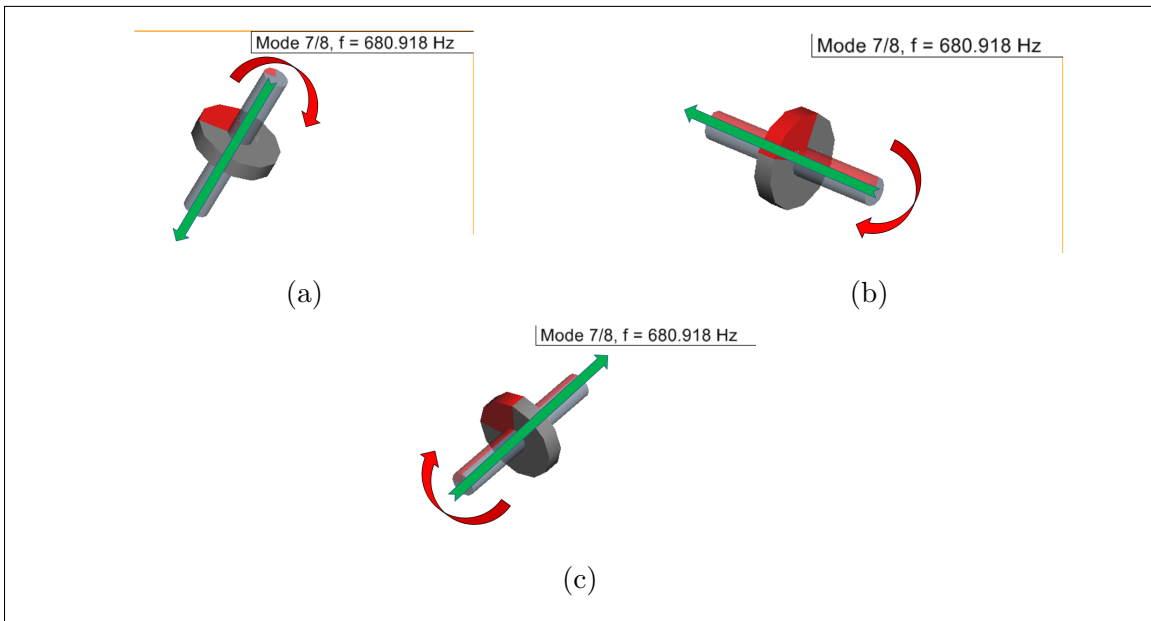 Mode 7/8, f = 680.918 Hz
Mode 7/8, f = 680.918 Hz
(a)
(b)
Mode 7/8, f = 680.918 Hz
(c)